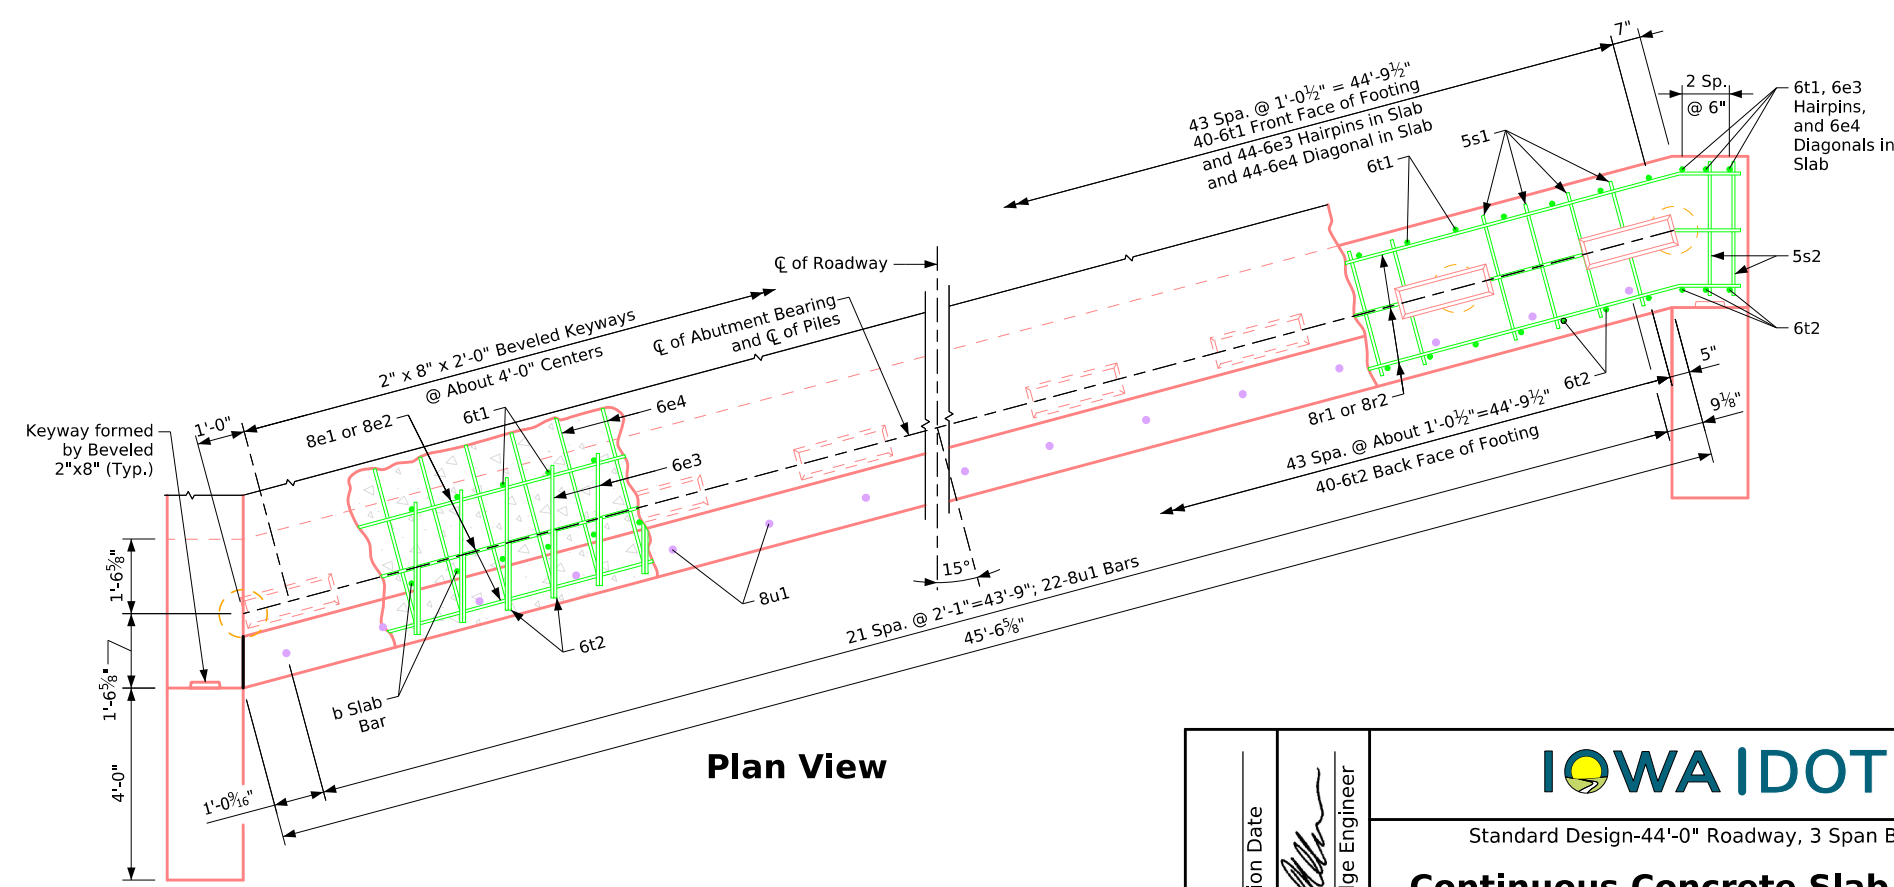 7"
43 Spa. @ 1'-0½" = 44'-9½"
40-6t1 Front Face of Footing
and 44-6e3 Hairpins in Slab
and 44-6e4 Diagonal in Slab
2 Sp.
@ 6"
6t1, 6e3
Hairpins,
and 6e4
Diagonals in
Slab
5s1
6t1
℄ of Roadway
5s2
2" x 8" x 2'-0" Beveled Keyways
@ About 4'-0" Centers
℄ of Abutment Bearing
and ℄ of Piles
6t2
1'-0"
8e1 or 8e2
6t1
6e4
Keyway formed
by Beveled
2"x8" (Typ.)
6e3
8r1 or 8r2
6t2
5"
9⅛"
43 Spa. @ About 1'-0½"=44'-9½"
40-6t2 Back Face of Footing
1'-6⅝"
1'-6⅝"
15°
8u1
21 Spa. @ 2'-1"=43'-9"; 22-8u1 Bars
45'-6⅝"
6t2
b Slab
Bar
4'-0"
1'-0⁹⁄₁₆"
Plan View
IOWA DOT
Standard Design-44'-0" Roadway, 3 Span B
Continuous Concrete Slab
ion Date
ge Engineer